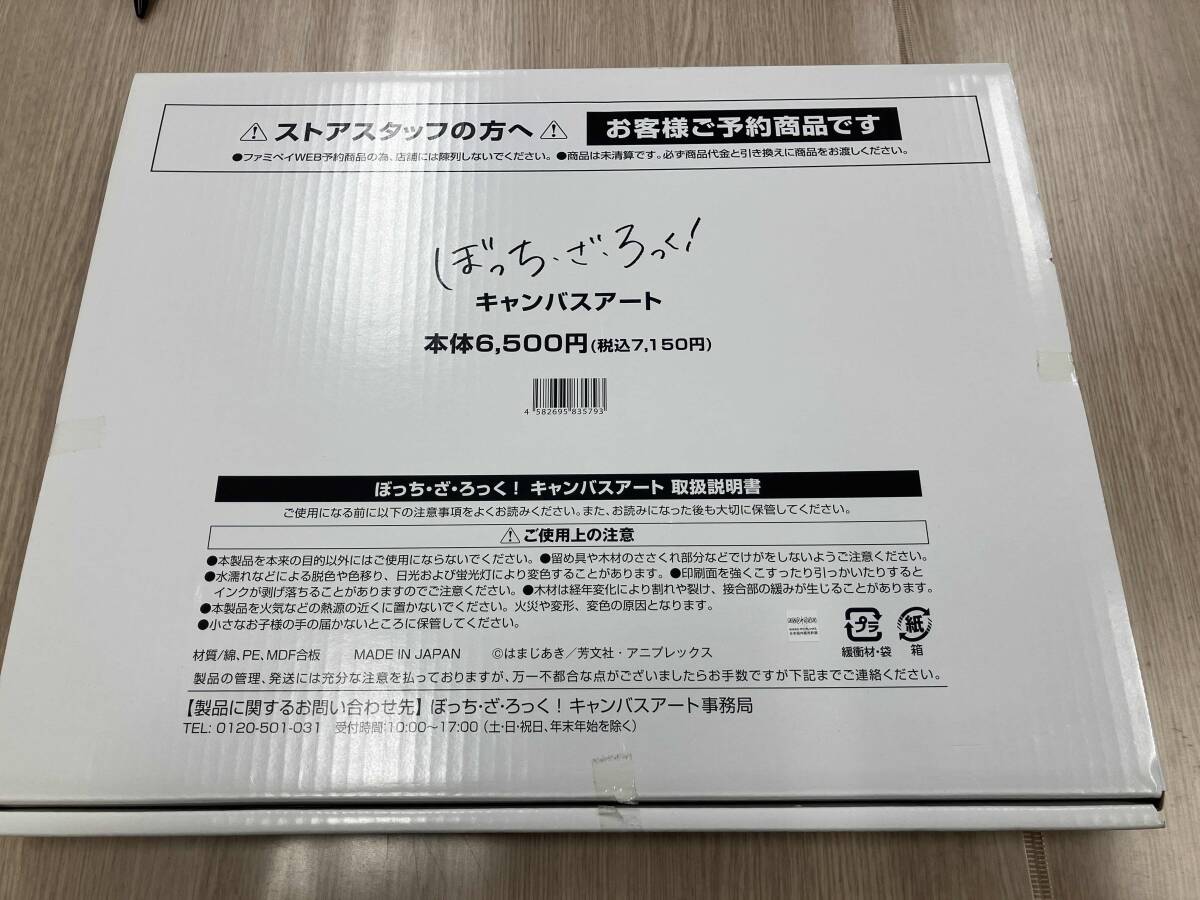 ストアスタッフの方へ お客様ご予約商品です
●ファミペイWEB予約商品の為、店舗には陳列しないでください。●商品は未清算です。必ず商品代金と引き換えに商品をお渡しください。
ぼっち・ざ・ろっく!
キャンバスアート
本体6,500円(税込7,150円)
4 582695 835793
ぼっち・ざ・ろっく! キャンバスアート 取扱説明書
ご使用になる前に以下の注意事項をよくお読みください。また、お読みになった後も大切に保管してください。
ご使用上の注意
●本製品を本来の目的以外にはご使用にならないでください。●留め具や木材のささくれ部分などでけがをしないようご注意ください。
●水濡れなどによる脱色や色移り、日光および蛍光灯により変色することがあります。●印刷面を強くこすったり引っかいたりすると
インクが剥げ落ちることがありますのでご注意ください。●木材は経年変化により割れや裂け、接合部の緩みが生じることがあります。
●本製品を火気などの熱源の近くに置かないでください。火災や変形、変色の原因となります。
●小さなお子様の手の届かないところに保管してください。
プラ 紙
緩衝材・袋 箱
材質/綿、PE、MDF合板 MADE IN JAPAN ©はまじあき/芳文社・アニプレックス
製品の管理、発送には充分な注意を払っておりますが、万一不都合な点がございましたらお手数ですが下記までご連絡ください。
【製品に関するお問い合わせ先】ぼっち・ざ・ろっく! キャンバスアート事務局
TEL: 0120-501-031 受付時間:10:00～17:00 (土・日・祝日、年末年始を除く)